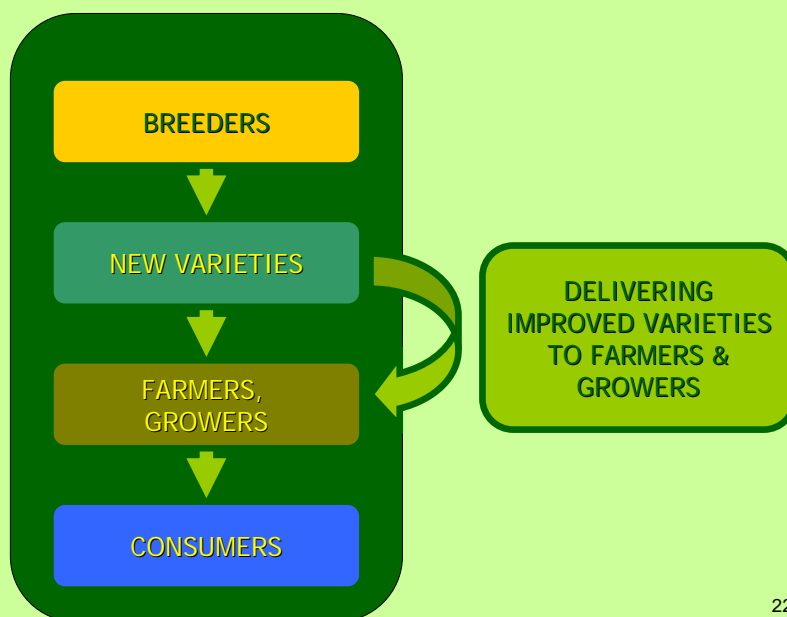 BREEDERS
NEW VARIETIES
FARMERS,
GROWERS
CONSUMERS
DELIVERING
IMPROVED VARIETIES
TO FARMERS &
GROWERS
22